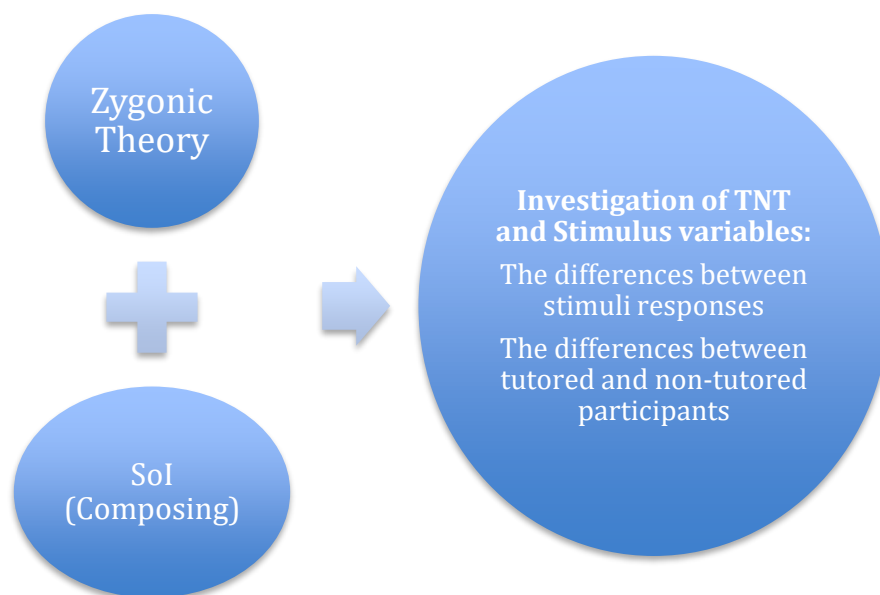 Zygonic
Theory
SoI
(Composing)
Investigation of TNT
and Stimulus variables:
The differences between
stimuli responses
The differences between
tutored and non-tutored
participants